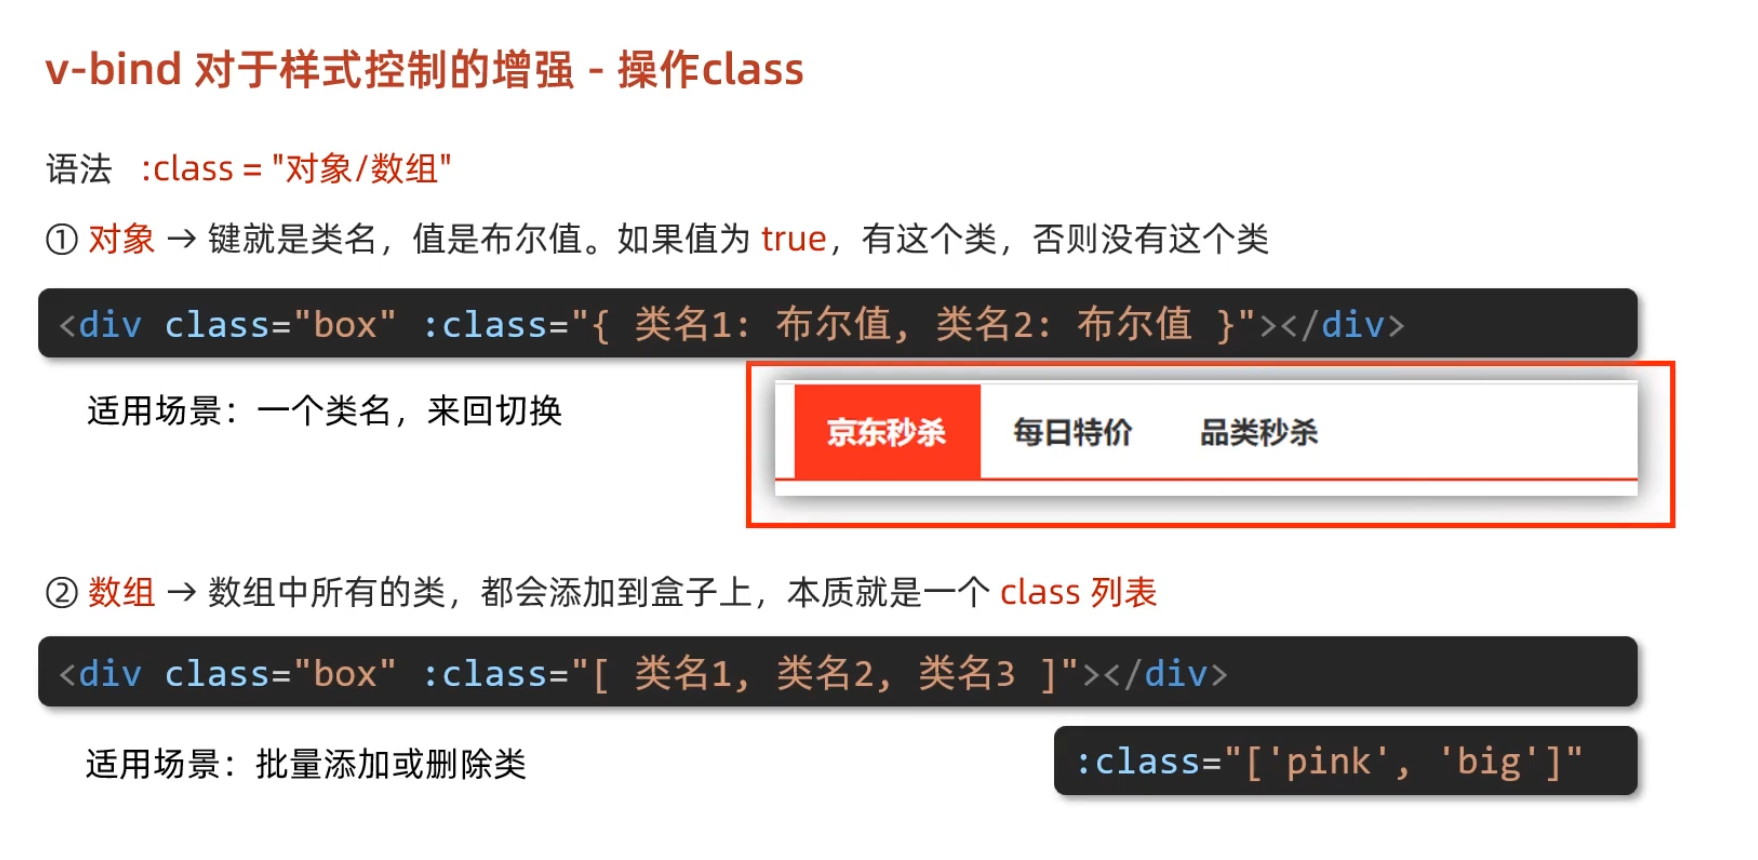 v-bind 对于样式控制的增强 - 操作class
语法 :class = "对象/数组"
① 对象 → 键就是类名，值是布尔值。如果值为 true，有这个类，否则没有这个类
<div class="box" :class="{ 类名1: 布尔值, 类名2: 布尔值 }"></div>
适用场景：一个类名，来回切换
京东秒杀 每日特价 品类秒杀
② 数组 → 数组中所有的类，都会添加到盒子上，本质就是一个 class 列表
<div class="box" :class="[ 类名1, 类名2, 类名3 ]"></div>
适用场景：批量添加或删除类
:class="['pink', 'big']"